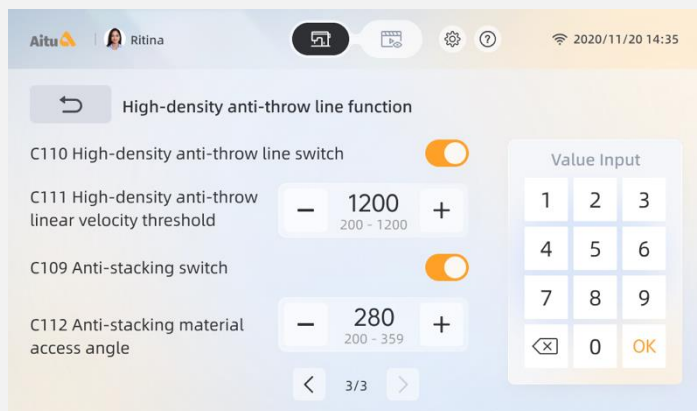 Aitu Ritina 2020/11/20 14:35
High-density anti-throw line function
C110 High-density anti-throw line switch
C111 High-density anti-throw
linear velocity threshold
− 1200 +
200 - 1200
C109 Anti-stacking switch
C112 Anti-stacking material
access angle
− 280 +
200 - 359
< 3/3 >
Value Input
1 2 3
4 5 6
7 8 9
0 OK